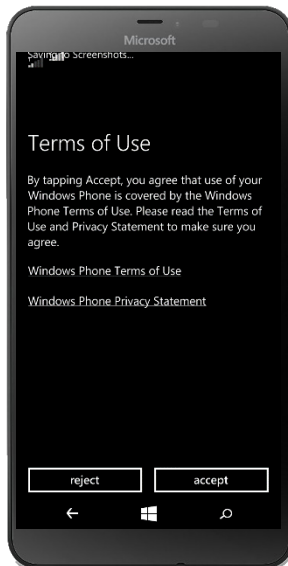 Microsoft
Saving to Screenshots...
Terms of Use
By tapping Accept, you agree that use of your
Windows Phone is covered by the Windows
Phone Terms of Use. Please read the Terms of
Use and Privacy Statement to make sure you
agree.
Windows Phone Terms of Use
Windows Phone Privacy Statement
reject accept